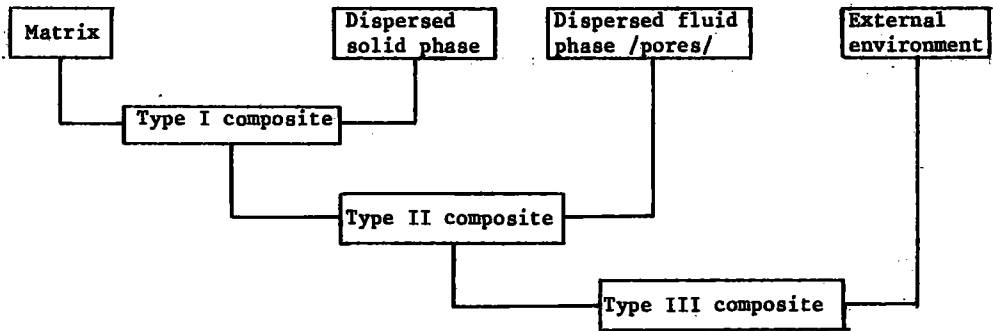 Matrix
Dispersed
solid phase
Dispersed fluid
phase /pores/
External
environment
Type I composite
Type II composite
Type III composite